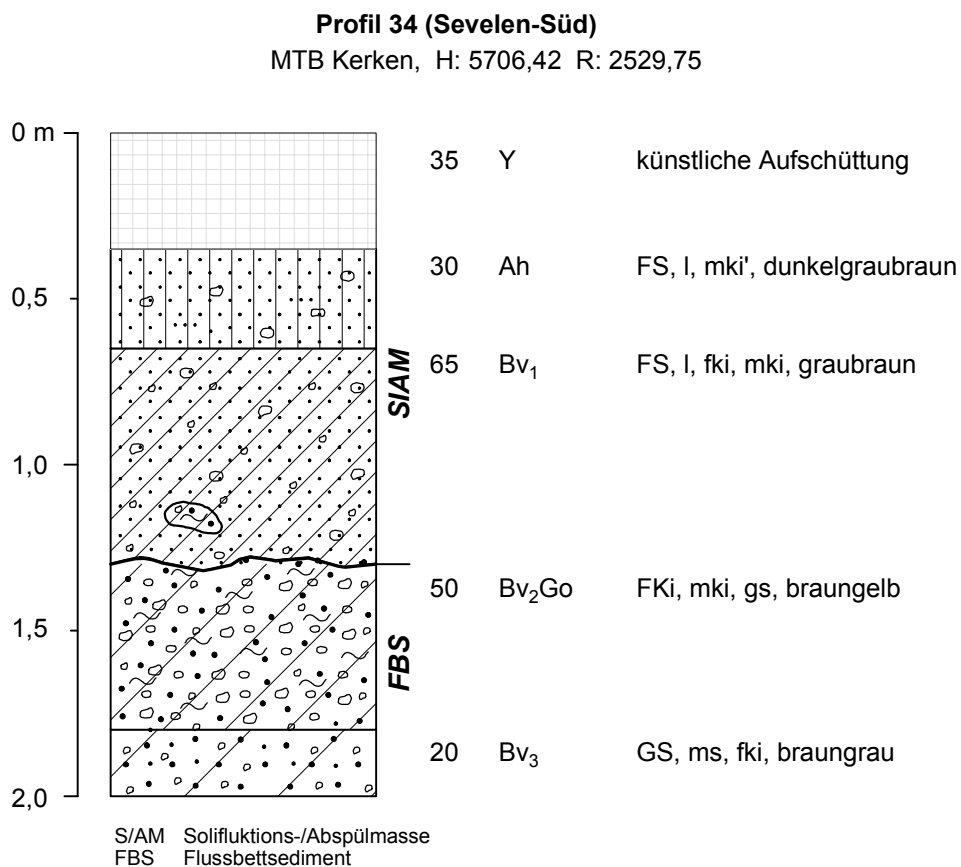 Profil 34 (Sevelen-Süd)
MTB Kerken, H: 5706,42 R: 2529,75
0 m
35 Y künstliche Aufschüttung
30 Ah FS, l, mki', dunkelgraubraun
0,5
65 Bv₁ FS, l, fki, mki, graubraun
SIAM
1,0
50 Bv₂Go FKi, mki, gs, braungelb
1,5
FBS
20 Bv₃ GS, ms, fki, braungrau
2,0
S/AM Solifluktions-/Abspülmasse
FBS Flussbettsediment